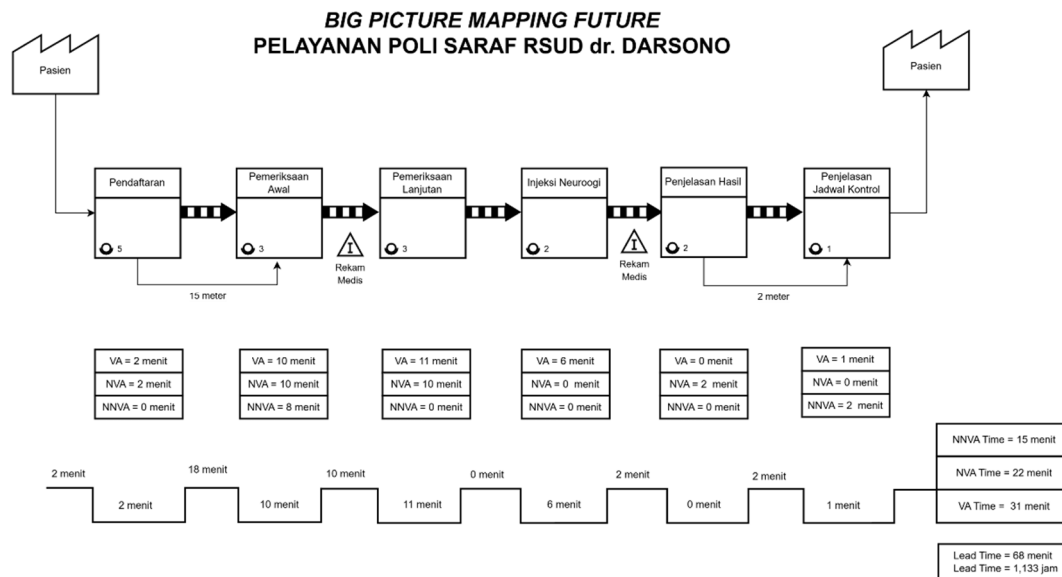 BIG PICTURE MAPPING FUTURE
PELAYANAN POLI SARAF RSUD dr. DARSONO
Pasien
Pasien
Pendaftaran
5
Pemeriksaan
Awal
3
Pemeriksaan
Lanjutan
3
Injeksi Neuroogi
2
Penjelasan Hasil
2
Penjelasan
Jadwal Kontrol
1
I
Rekam
Medis
I
Rekam
Medis
15 meter
2 meter
VA = 2 menit
NVA = 2 menit
NNVA = 0 menit
VA = 10 menit
NVA = 10 menit
NNVA = 8 menit
VA = 11 menit
NVA = 10 menit
NNVA = 0 menit
VA = 6 menit
NVA = 0 menit
NNVA = 0 menit
VA = 0 menit
NVA = 2 menit
NNVA = 0 menit
VA = 1 menit
NVA = 0 menit
NNVA = 2 menit
2 menit
18 menit
10 menit
0 menit
2 menit
2 menit
2 menit
10 menit
11 menit
6 menit
0 menit
1 menit
NNVA Time = 15 menit
NVA Time = 22 menit
VA Time = 31 menit
Lead Time = 68 menit
Lead Time = 1,133 jam